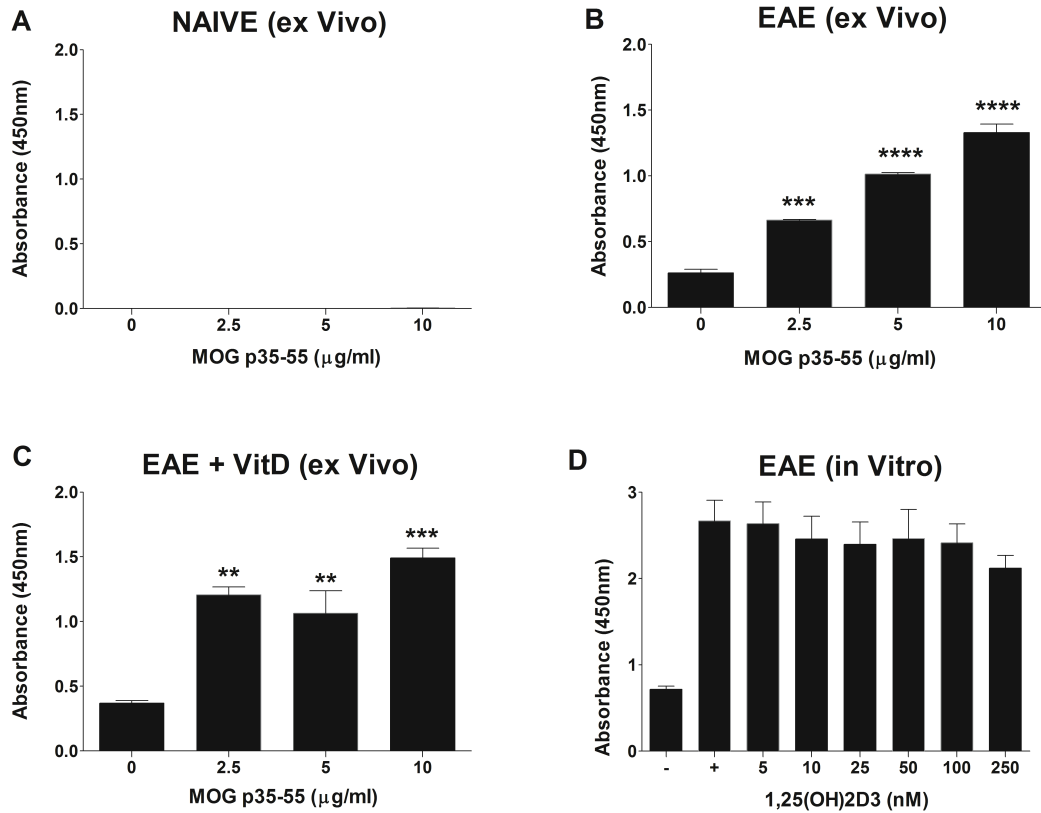 A
NAIVE (ex Vivo)
Absorbance (450nm)
2.0
1.5
1.0
0.5
0.0
0 2.5 5 10
MOG p35-55 (μg/ml)
B
EAE (ex Vivo)
Absorbance (450nm)
2.0
1.5
1.0
0.5
0.0
***
****
****
0 2.5 5 10
MOG p35-55 (μg/ml)
C
EAE + VitD (ex Vivo)
Absorbance (450nm)
2.0
1.5
1.0
0.5
0.0
**
**
***
0 2.5 5 10
MOG p35-55 (μg/ml)
D
EAE (in Vitro)
Absorbance (450nm)
3
2
1
0
- + 5 10 25 50 100 250
1,25(OH)2D3 (nM)